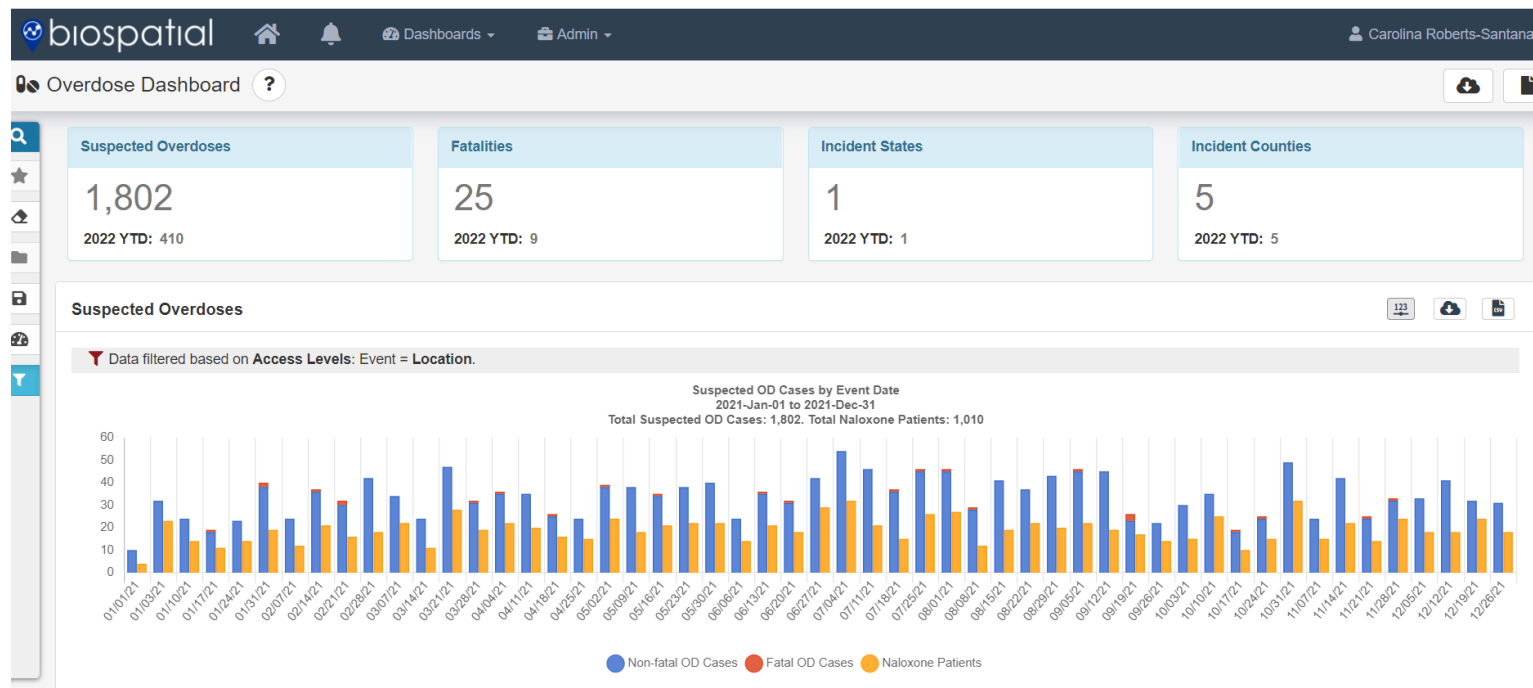 biospatial Dashboards Admin Carolina Roberts-Santana
Overdose Dashboard ?
Suspected Overdoses Fatalities Incident States Incident Counties
1,802 25 1 5
2022 YTD: 410 2022 YTD: 9 2022 YTD: 1 2022 YTD: 5
Suspected Overdoses 123 CSV
Data filtered based on Access Levels: Event = Location.
Suspected OD Cases by Event Date
2021-Jan-01 to 2021-Dec-31
Total Suspected OD Cases: 1,802. Total Naloxone Patients: 1,010
60
50
40
30
20
10
0
01/01/21 01/03/21 01/10/21 01/17/21 01/24/21 01/31/21 02/07/21 02/14/21 02/21/21 02/28/21 03/07/21 03/14/21 03/21/21 03/28/21 04/04/21 04/11/21 04/18/21 04/25/21 05/02/21 05/09/21 05/16/21 05/23/21 05/30/21 06/06/21 06/13/21 06/20/21 06/27/21 07/04/21 07/11/21 07/18/21 07/25/21 08/01/21 08/08/21 08/15/21 08/22/21 08/29/21 09/05/21 09/12/21 09/19/21 09/26/21 10/03/21 10/10/21 10/17/21 10/24/21 10/31/21 11/07/21 11/14/21 11/21/21 11/28/21 12/05/21 12/12/21 12/19/21 12/26/21
Non-fatal OD Cases Fatal OD Cases Naloxone Patients